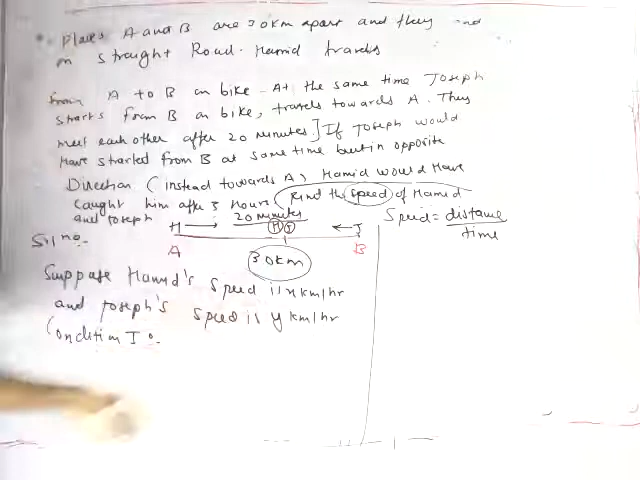 Places A and B are 30km apart and they
on straight Road. Hamid travels
from A to B on bike. At the same time Joseph
starts from B on bike, travels towards A. They
meet each other after 20 minutes.] If Joseph would
Have started from B at same time but in opposite
Direction (instead towards A) Hamid would Have
caught him after 3 hours (Find the speed of Hamid
and Joseph
Speed = distance
time
H
20 minutes
H J
J
Sol no-
A
30km
B
Suppose Hamid's speed is x km/hr
and Joseph's speed is y km/hr
Condition I